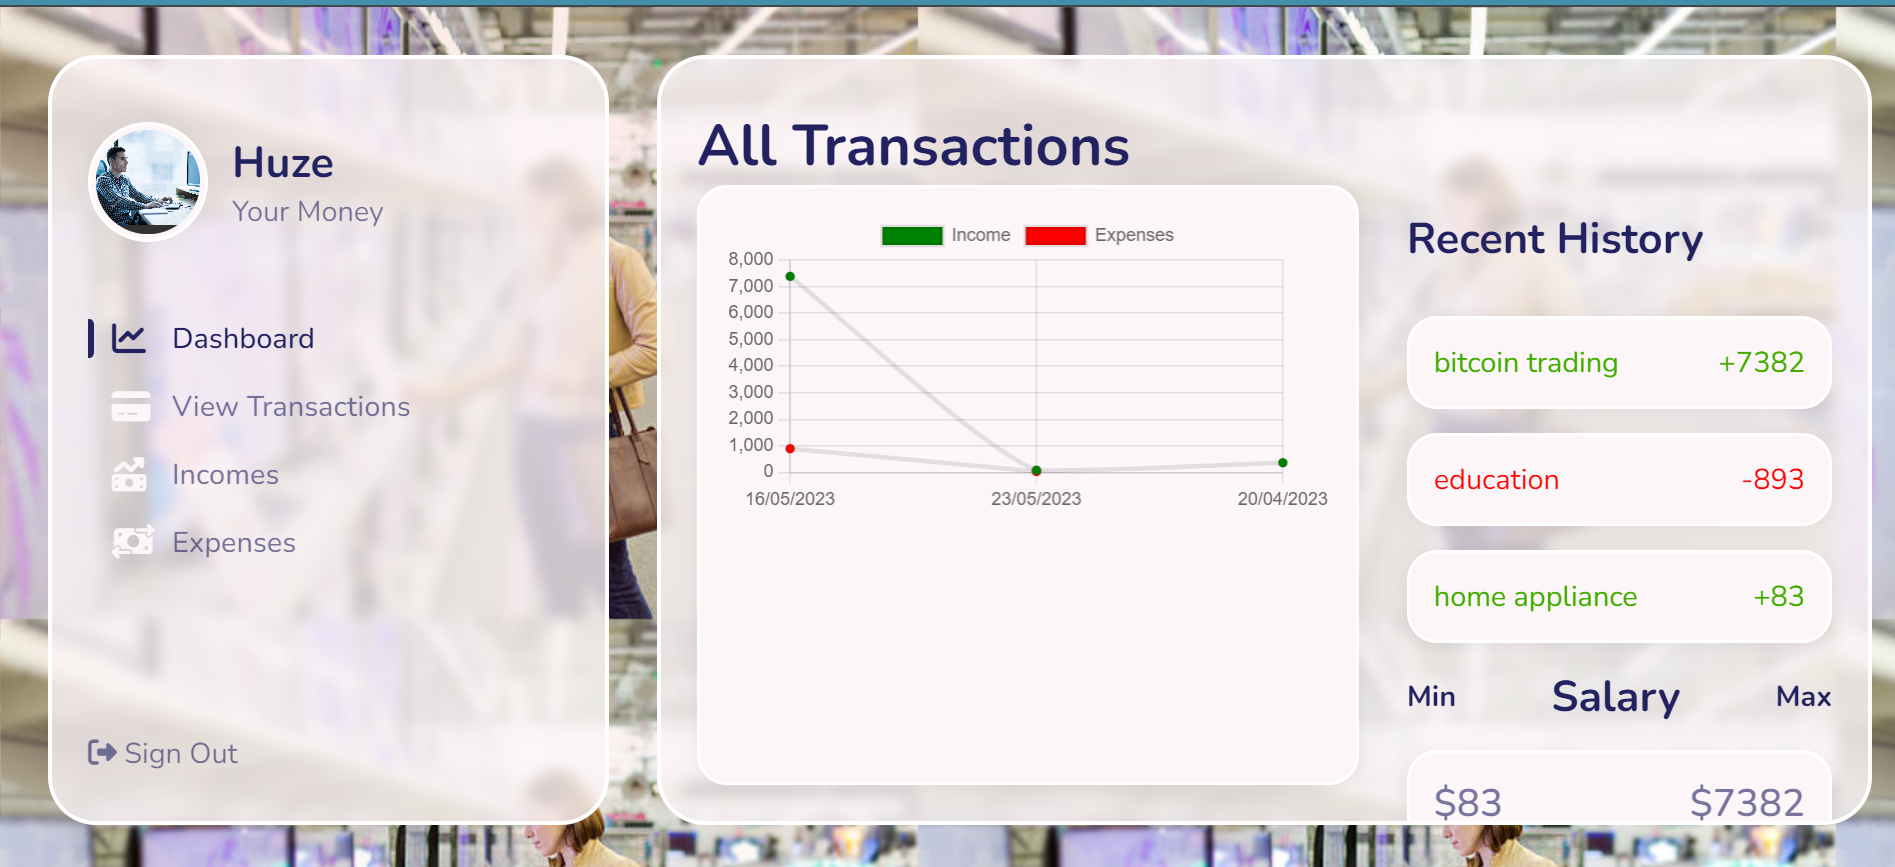 Huze
Your Money
Dashboard
View Transactions
Incomes
Expenses
Sign Out
All Transactions
Income Expenses
8,000
7,000
6,000
5,000
4,000
3,000
2,000
1,000
0
16/05/2023 23/05/2023 20/04/2023
Recent History
bitcoin trading +7382
education -893
home appliance +83
Min Salary Max
$83 $7382